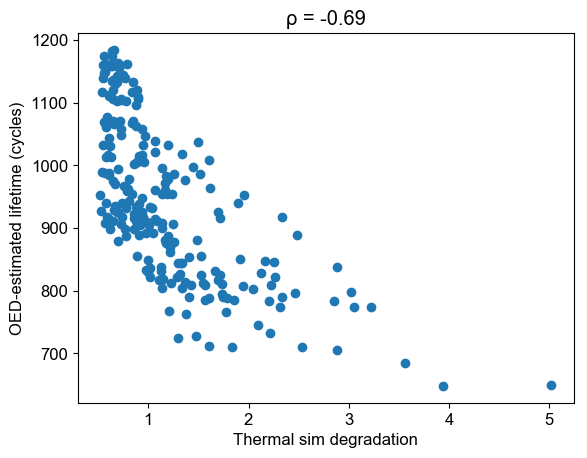 ρ = -0.69
1200
1100
1000
900
800
700
OED-estimated lifetime (cycles)
1 2 3 4 5
Thermal sim degradation